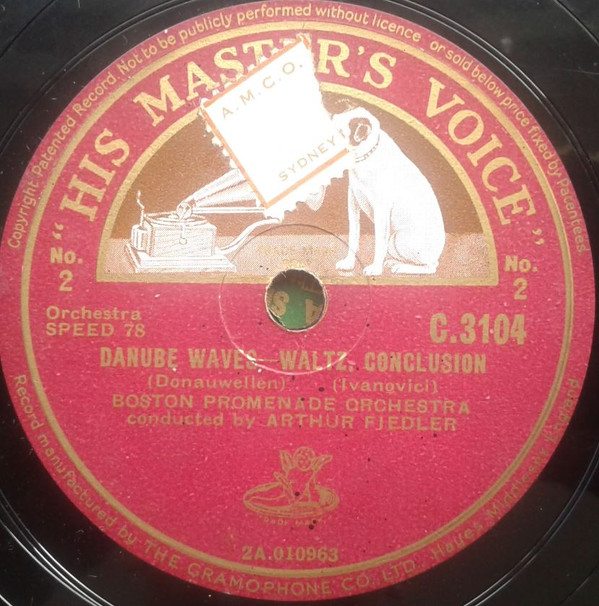 Copyright Patented Record. Not to be publicly performed without licence, or sold below price fixed by Patentees
"HIS MASTER'S VOICE"
A.M.C.O.
SYDNEY
No. 2
No. 2
Orchestra
SPEED 78
C.3104
DANUBE WAVES—WALTZ, CONCLUSION
(Donauwellen) (Ivanovici)
BOSTON PROMENADE ORCHESTRA
conducted by ARTHUR FIEDLER
TRADE MARK
2A.010963
Record manufactured by THE GRAMOPHONE CO. LTD., Hayes, Middlesex, England